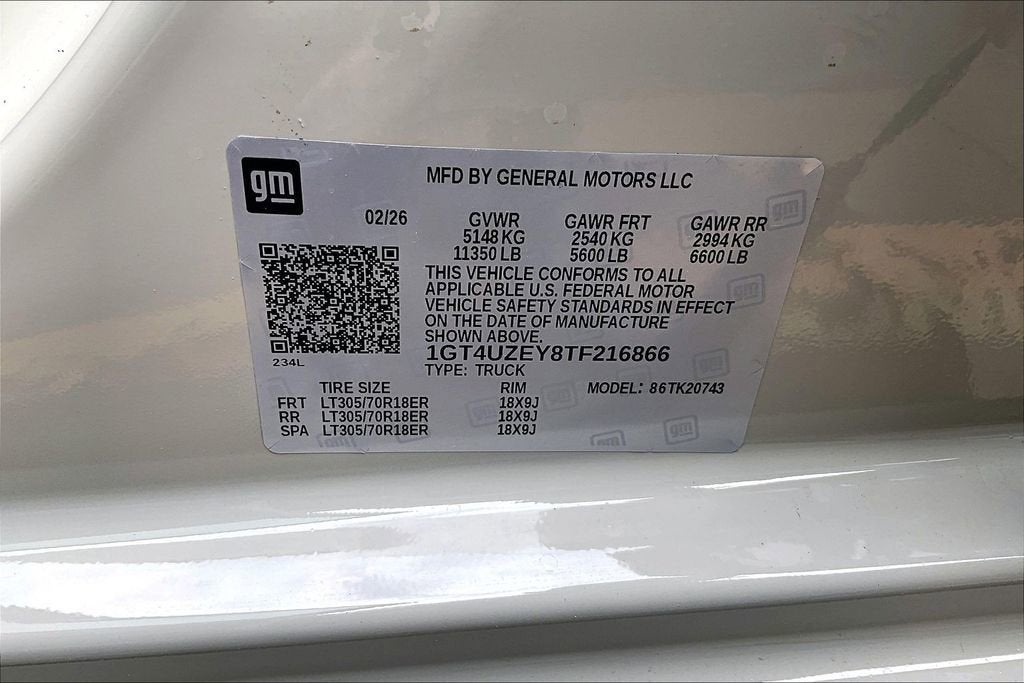 gm
MFD BY GENERAL MOTORS LLC
02/26 GVWR GAWR FRT GAWR RR
5148 KG 2540 KG 2994 KG
11350 LB 5600 LB 6600 LB
THIS VEHICLE CONFORMS TO ALL
APPLICABLE U.S. FEDERAL MOTOR
VEHICLE SAFETY STANDARDS IN EFFECT
ON THE DATE OF MANUFACTURE
SHOWN ABOVE.
234L
1GT4UZEY8TF216866
TYPE: TRUCK
TIRE SIZE RIM MODEL: 86TK20743
FRT LT305/70R18ER 18X9J
RR LT305/70R18ER 18X9J
SPA LT305/70R18ER 18X9J